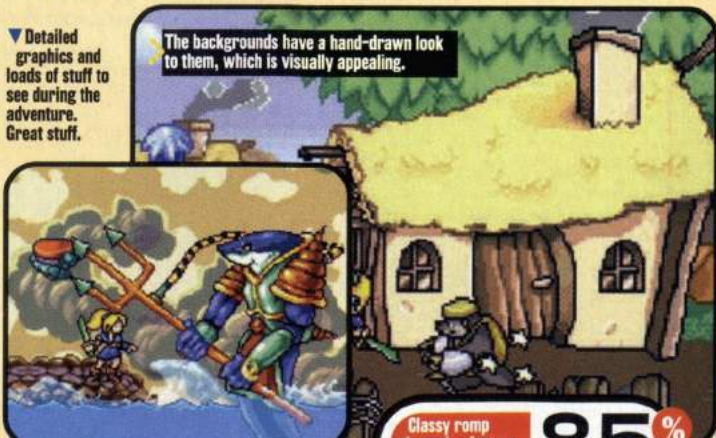 ▼ Detailed
graphics and
loads of stuff to
see during the
adventure.
Great stuff.
The backgrounds have a hand-drawn look
to them, which is visually appealing.
Classy romp
85%